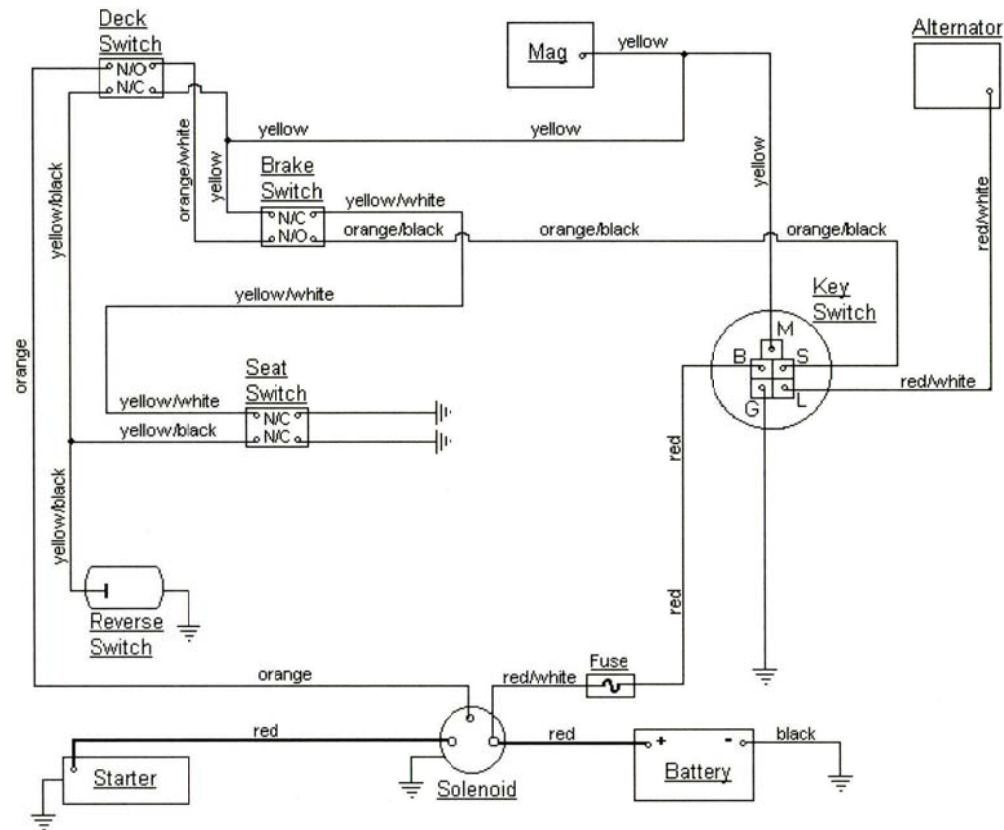 Deck
Switch
N/O
N/C
Mag
yellow
Alternator
yellow
yellow
orange/white
yellow
yellow/black
Brake
Switch
yellow/white
N/C
N/O
orange/black
orange/black
orange/black
yellow
red/white
yellow/white
Key
Switch
M
B
S
G
L
red/white
orange
Seat
Switch
yellow/white
N/C
yellow/black
N/C
red
yellow/black
Reverse
Switch
red
orange
red/white
Fuse
red
red
+
-
black
Starter
Solenoid
Battery